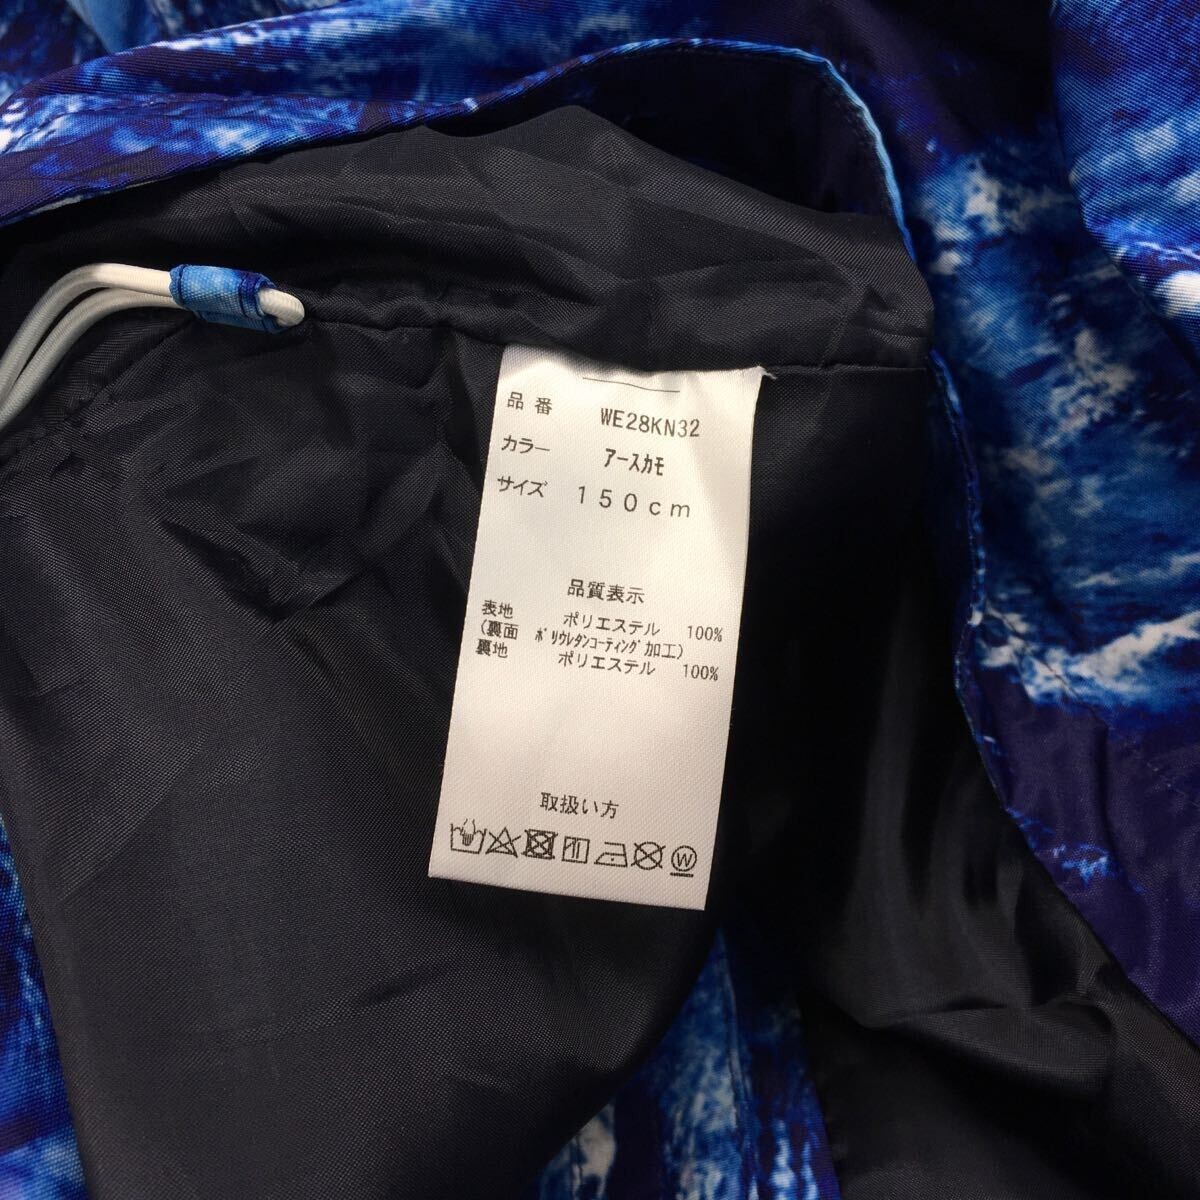 品番 WE28KN32
カラー アースカモ
サイズ 150cm
品質表示
表地 ポリエステル 100%
(裏面 ポリウレタンコーティング加工)
裏地 ポリエステル 100%
取扱い方
W